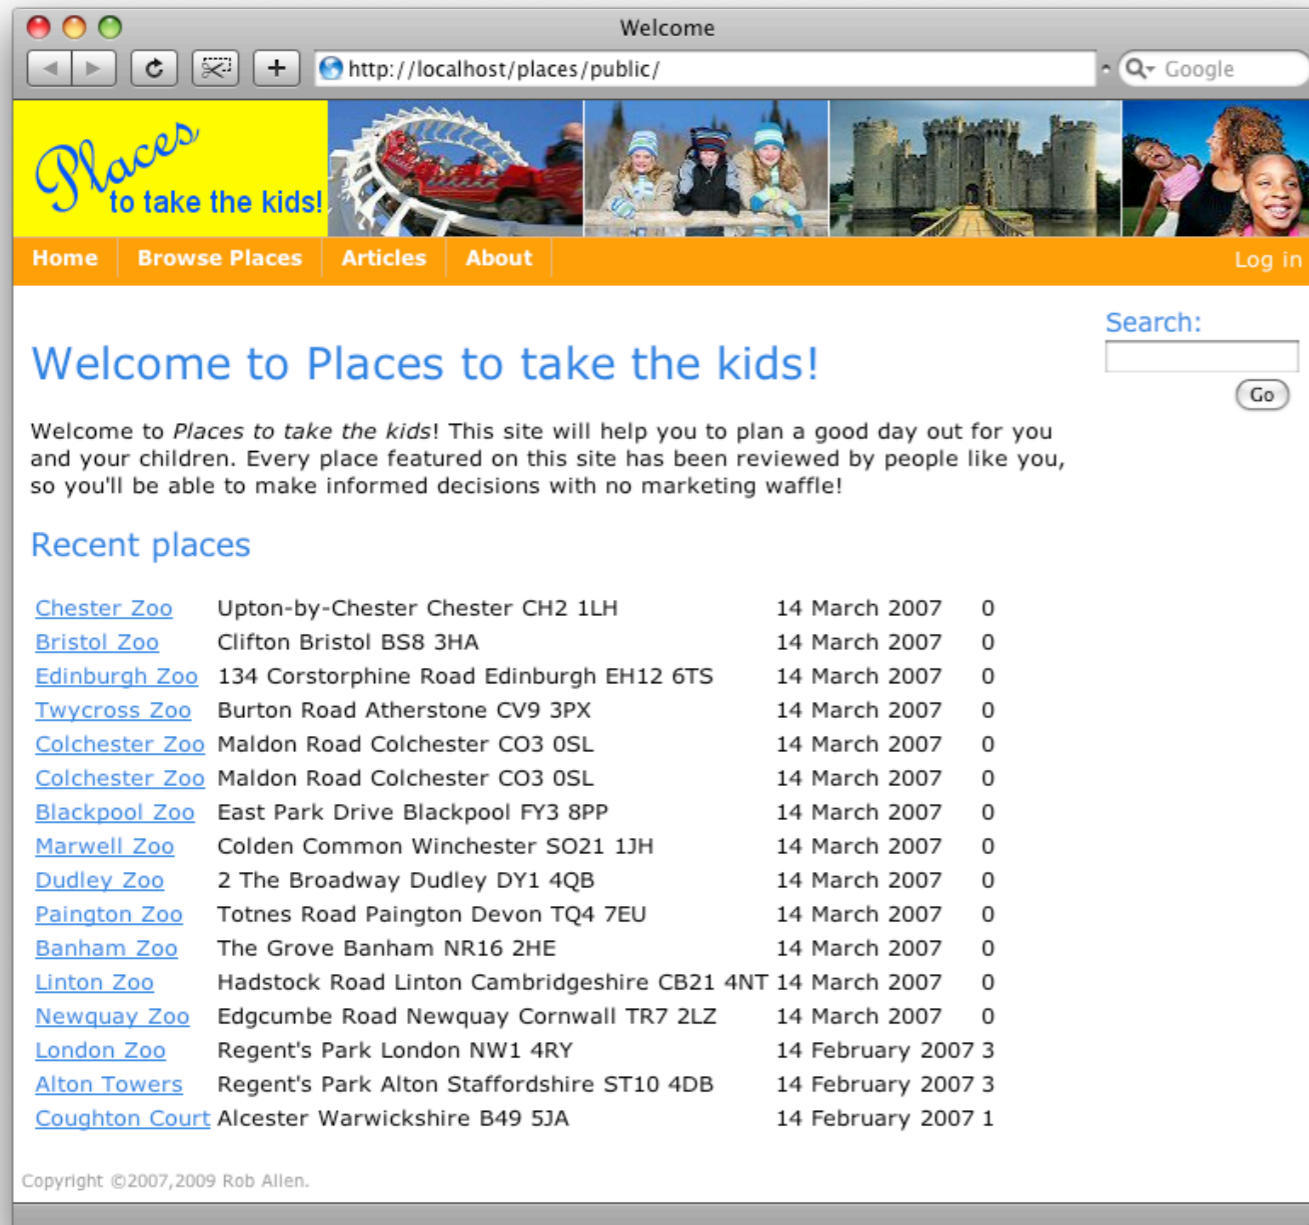 Welcome
http://localhost/places/public/
Google
Places
to take the kids!
Home Browse Places Articles About Log in
Search:
Go
Welcome to Places to take the kids!
Welcome to Places to take the kids! This site will help you to plan a good day out for you
and your children. Every place featured on this site has been reviewed by people like you,
so you'll be able to make informed decisions with no marketing waffle!
Recent places
Chester Zoo Upton-by-Chester Chester CH2 1LH 14 March 2007 0
Bristol Zoo Clifton Bristol BS8 3HA 14 March 2007 0
Edinburgh Zoo 134 Corstorphine Road Edinburgh EH12 6TS 14 March 2007 0
Twycross Zoo Burton Road Atherstone CV9 3PX 14 March 2007 0
Colchester Zoo Maldon Road Colchester CO3 0SL 14 March 2007 0
Colchester Zoo Maldon Road Colchester CO3 0SL 14 March 2007 0
Blackpool Zoo East Park Drive Blackpool FY3 8PP 14 March 2007 0
Marwell Zoo Colden Common Winchester SO21 1JH 14 March 2007 0
Dudley Zoo 2 The Broadway Dudley DY1 4QB 14 March 2007 0
Paington Zoo Totnes Road Paington Devon TQ4 7EU 14 March 2007 0
Banham Zoo The Grove Banham NR16 2HE 14 March 2007 0
Linton Zoo Hadstock Road Linton Cambridgeshire CB21 4NT 14 March 2007 0
Newquay Zoo Edgcumbe Road Newquay Cornwall TR7 2LZ 14 March 2007 0
London Zoo Regent's Park London NW1 4RY 14 February 2007 3
Alton Towers Regent's Park Alton Staffordshire ST10 4DB 14 February 2007 3
Coughton Court Alcester Warwickshire B49 5JA 14 February 2007 1
Copyright ©2007,2009 Rob Allen.